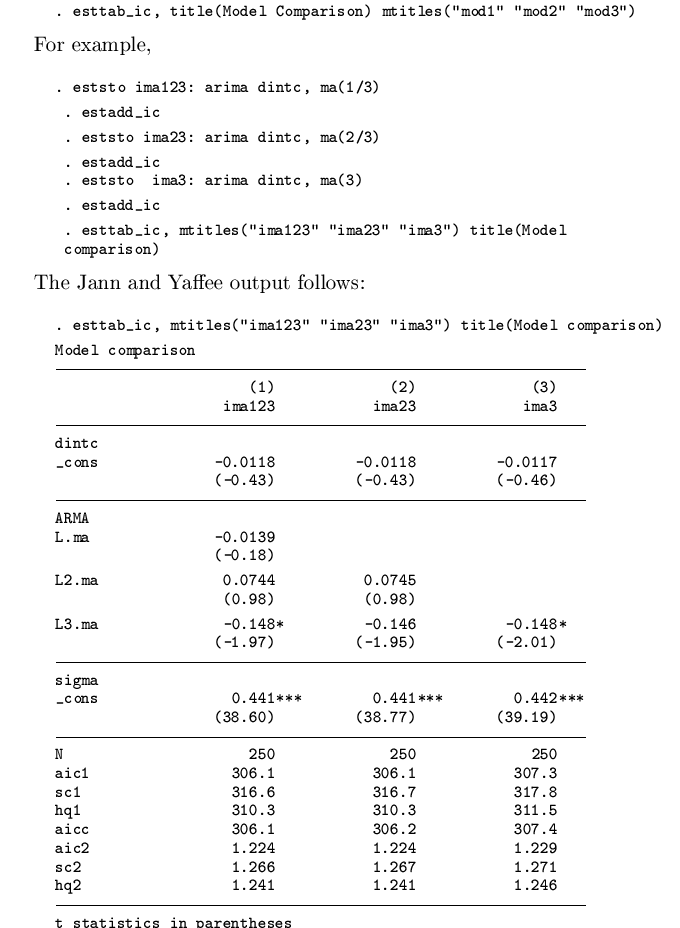 . esttab_ic, title(Model Comparison) mtitles("mod1" "mod2" "mod3")
For example,
. eststo ima123: arima dintc, ma(1/3)
. estadd_ic
. eststo ima23: arima dintc, ma(2/3)
. estadd_ic
. eststo  ima3: arima dintc, ma(3)
. estadd_ic
. esttab_ic, mtitles("ima123" "ima23" "ima3") title(Model
comparison)
The Jann and Yaffee output follows:
. esttab_ic, mtitles("ima123" "ima23" "ima3") title(Model comparison)
Model comparison
(1) (2) (3)
ima123 ima23 ima3
dintc
_cons -0.0118 -0.0118 -0.0117
(-0.43) (-0.43) (-0.46)
ARMA
L.ma -0.0139
(-0.18)
L2.ma 0.0744 0.0745
(0.98) (0.98)
L3.ma -0.148* -0.146 -0.148*
(-1.97) (-1.95) (-2.01)
sigma
_cons 0.441*** 0.441*** 0.442***
(38.60) (38.77) (39.19)
N 250 250 250
aic1 306.1 306.1 307.3
sc1 316.6 316.7 317.8
hq1 310.3 310.3 311.5
aicc 306.1 306.2 307.4
aic2 1.224 1.224 1.229
sc2 1.266 1.267 1.271
hq2 1.241 1.241 1.246
t statistics in parentheses